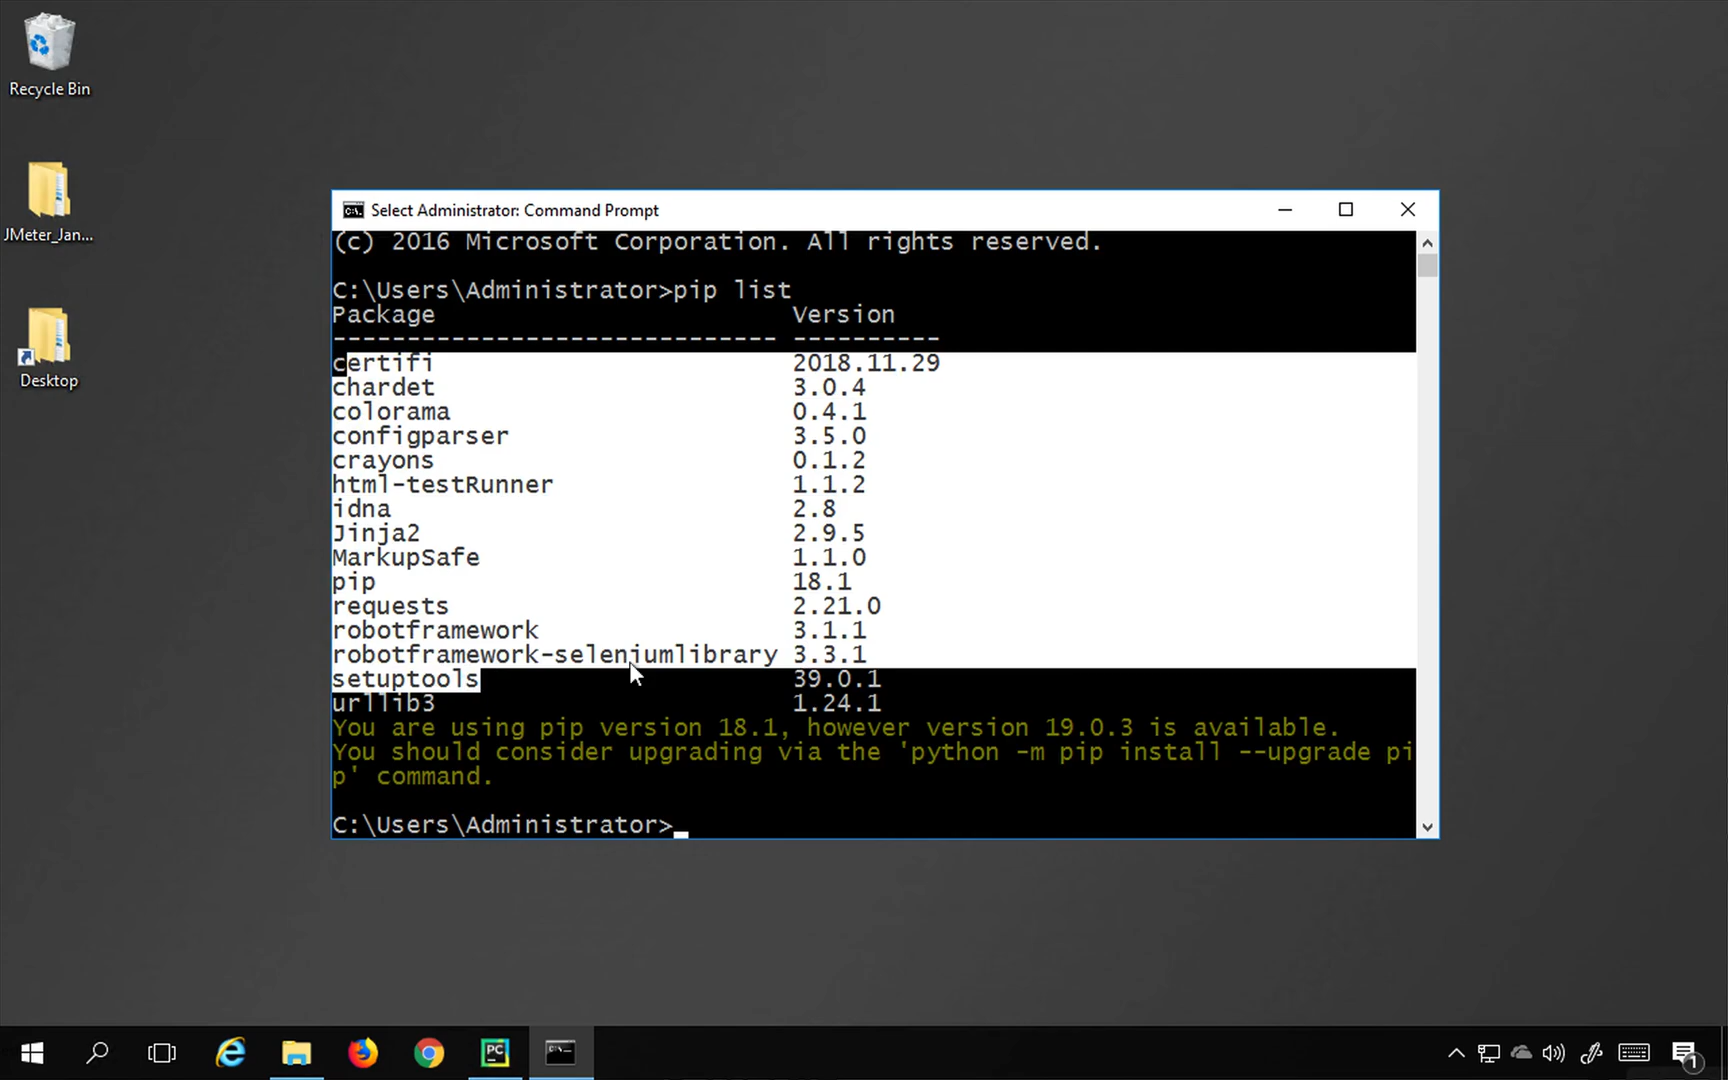 Recycle Bin
JMeter_Jan...
Desktop
Select Administrator: Command Prompt
(c) 2016 Microsoft Corporation. All rights reserved.
C:\Users\Administrator>pip list
Package Version
------------------------------ ----------
certifi 2018.11.29
chardet 3.0.4
colorama 0.4.1
configparser 3.5.0
crayons 0.1.2
html-testRunner 1.1.2
idna 2.8
Jinja2 2.9.5
MarkupSafe 1.1.0
pip 18.1
requests 2.21.0
robotframework 3.1.1
robotframework-seleniumlibrary 3.3.1
setuptools 39.0.1
urllib3 1.24.1
You are using pip version 18.1, however version 19.0.3 is available.
You should consider upgrading via the 'python -m pip install --upgrade pi
p' command.
C:\Users\Administrator>
PC
1